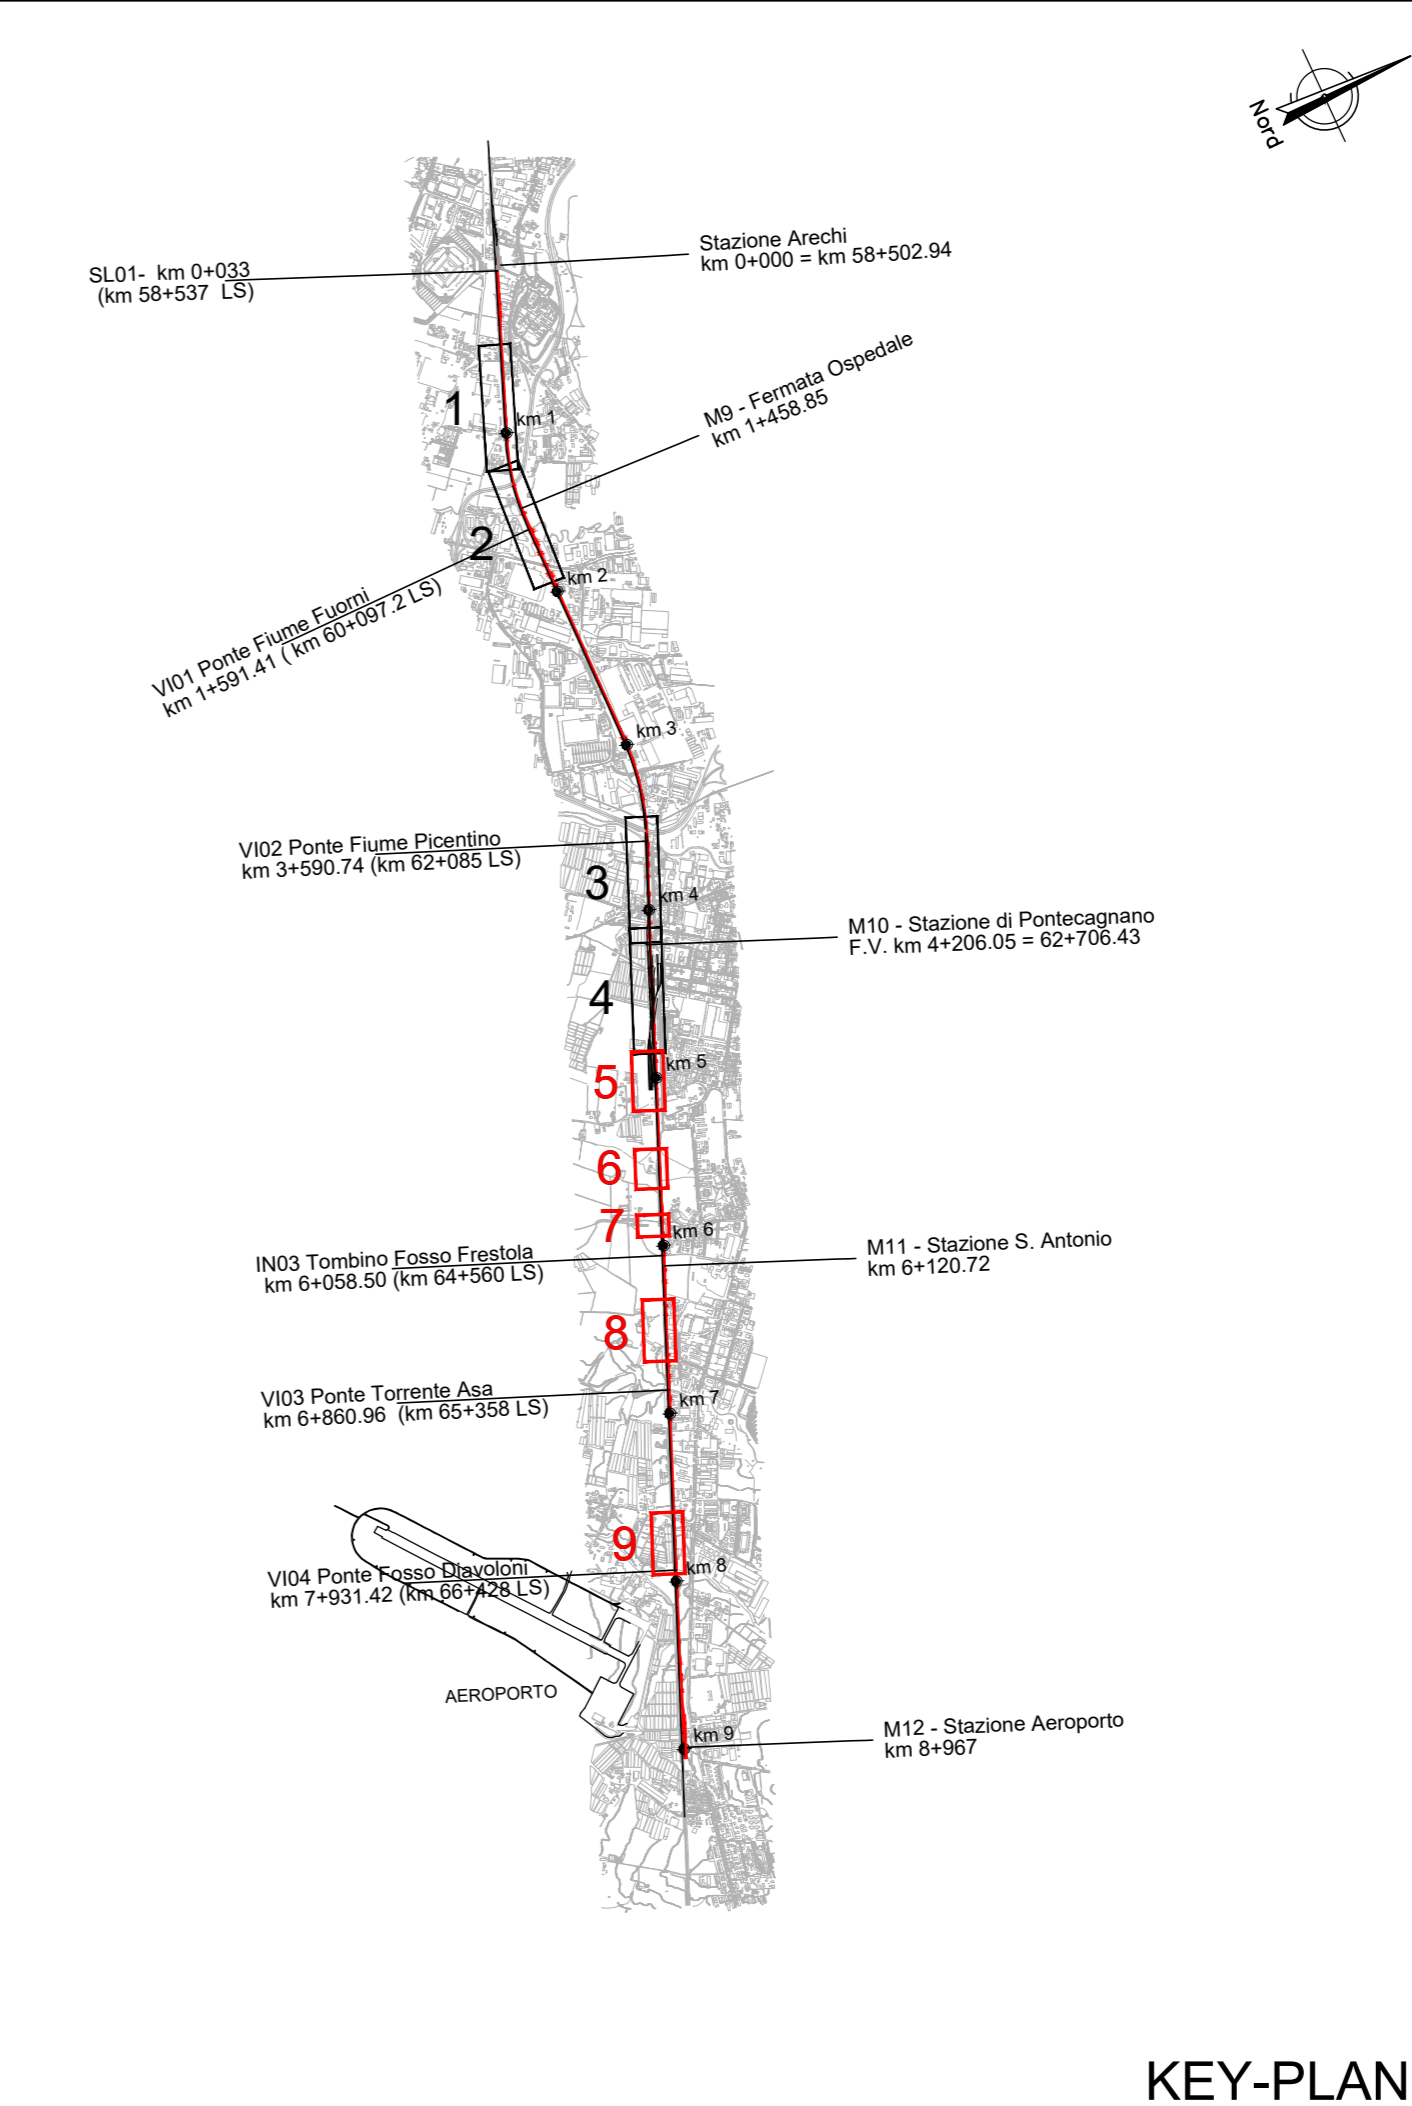 Nord
Stazione Arechi
km 0+000 = km 58+502.94
SL01- km 0+033
(km 58+537 LS)
M9 - Fermata Ospedale
km 1+458.85
1
km 1
2
km 2
VI01 Ponte Fiume Fuorni
km 1+591.41 ( km 60+097.2 LS)
km 3
VI02 Ponte Fiume Picentino
km 3+590.74 (km 62+085 LS)
3
km 4
M10 - Stazione di Pontecagnano
F.V. km 4+206.05 = 62+706.43
4
km 5
5
6
7
km 6
IN03 Tombino Fosso Frestola
km 6+058.50 (km 64+560 LS)
M11 - Stazione S. Antonio
km 6+120.72
8
VI03 Ponte Torrente Asa
km 6+860.96 (km 65+358 LS)
km 7
9
VI04 Ponte Fosso Diavoloni
km 7+931.42 (km 66+428 LS)
km 8
AEROPORTO
km 9
M12 - Stazione Aeroporto
km 8+967
KEY-PLAN